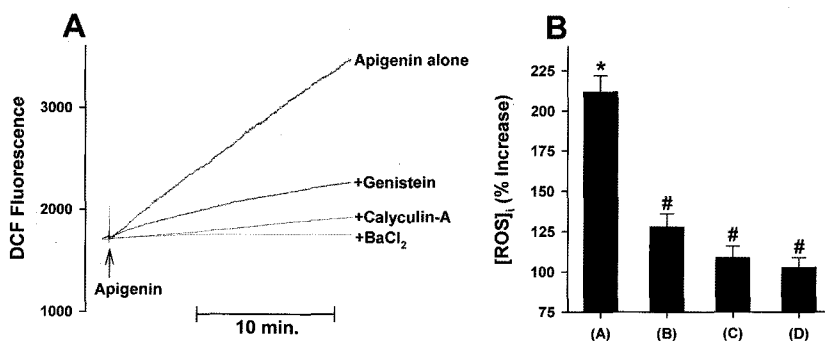 A
DCF Fluorescence
3000
2000
1000
Apigenin alone
+Genistein
+Calyculin-A
+BaCl₂
Apigenin
10 min.
B
[ROS]i (% Increase)
225
200
175
150
125
100
75
*
#
#
#
(A) (B) (C) (D)